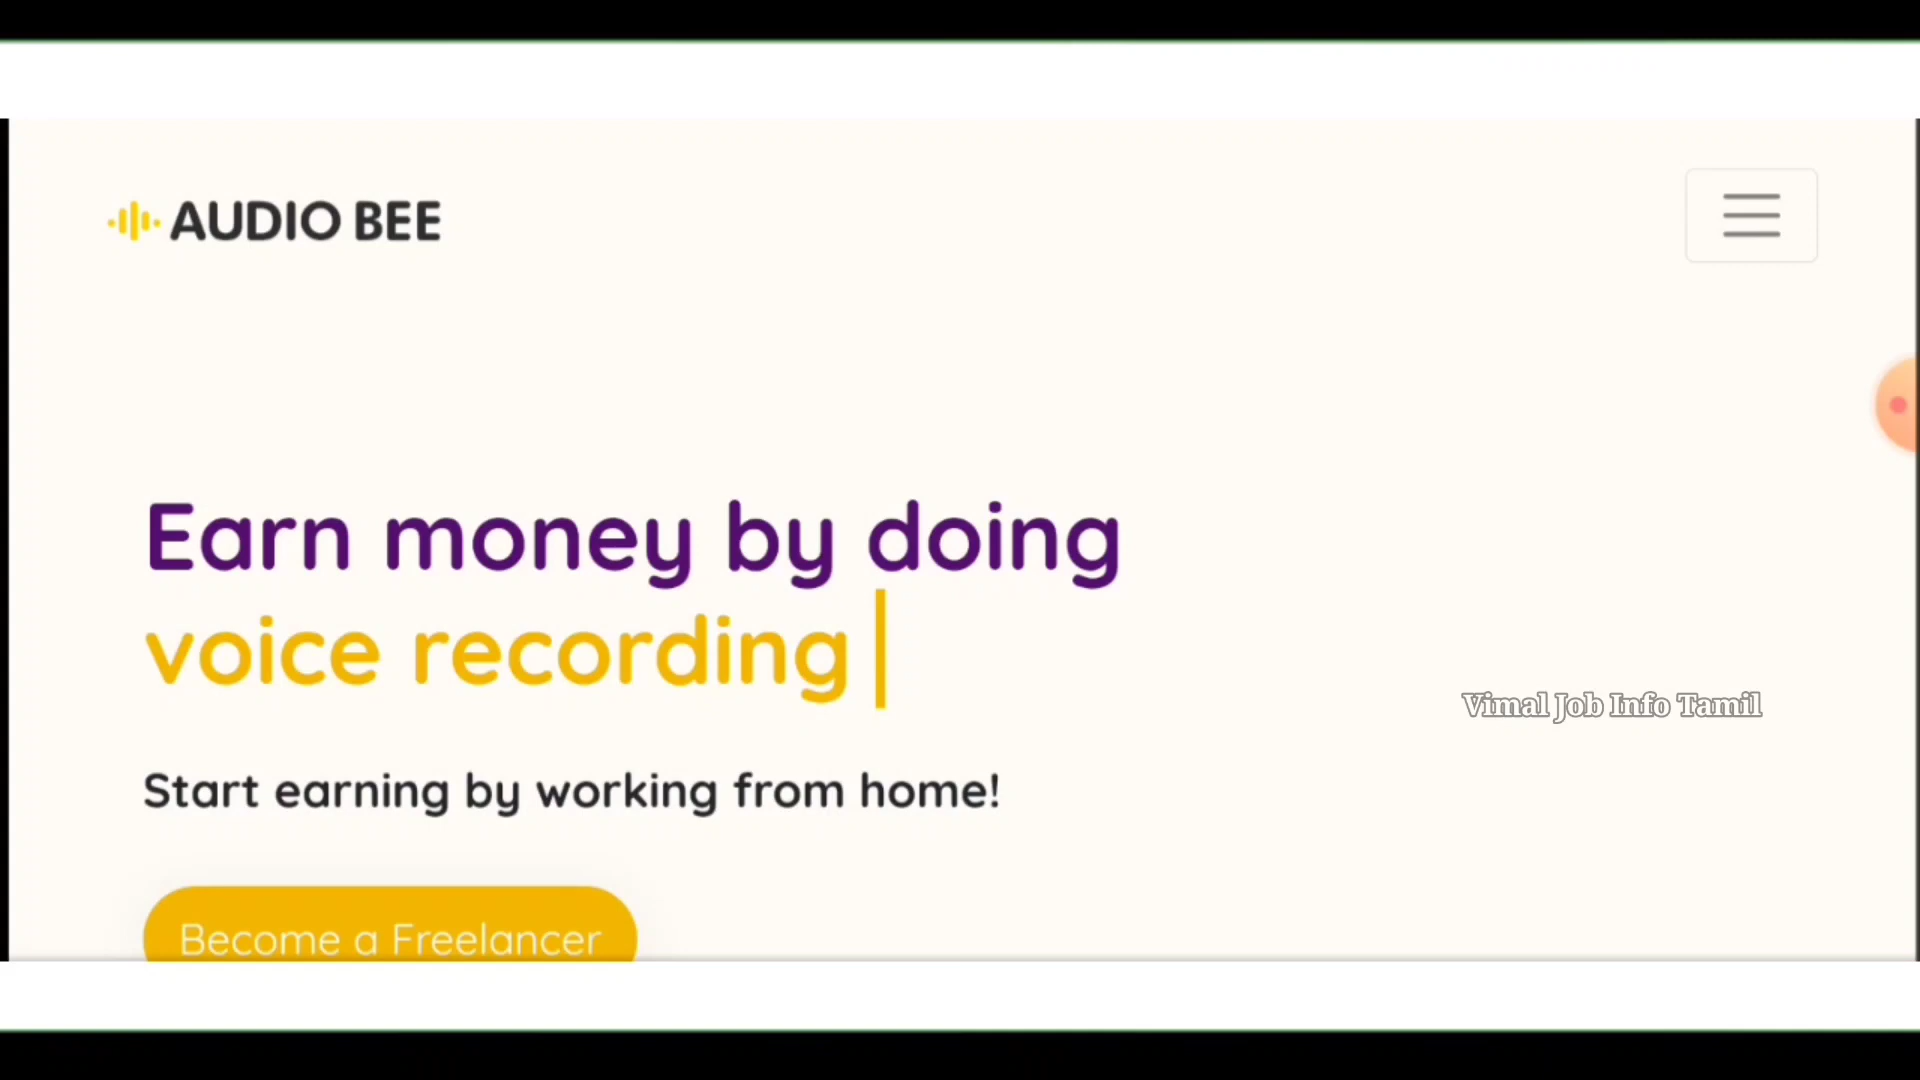 AUDIO BEE
Earn money by doing
voice recording
Vimal Job Info Tamil
Start earning by working from home!
Become a Freelancer